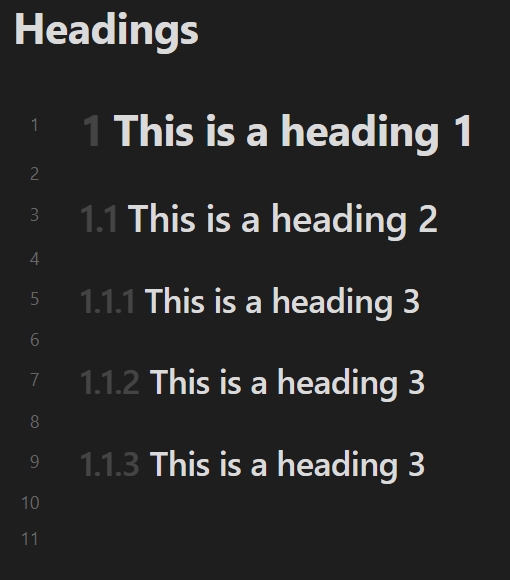 Headings
1 1 This is a heading 1
2
3 1.1 This is a heading 2
4
5 1.1.1 This is a heading 3
6
7 1.1.2 This is a heading 3
8
9 1.1.3 This is a heading 3
10
11